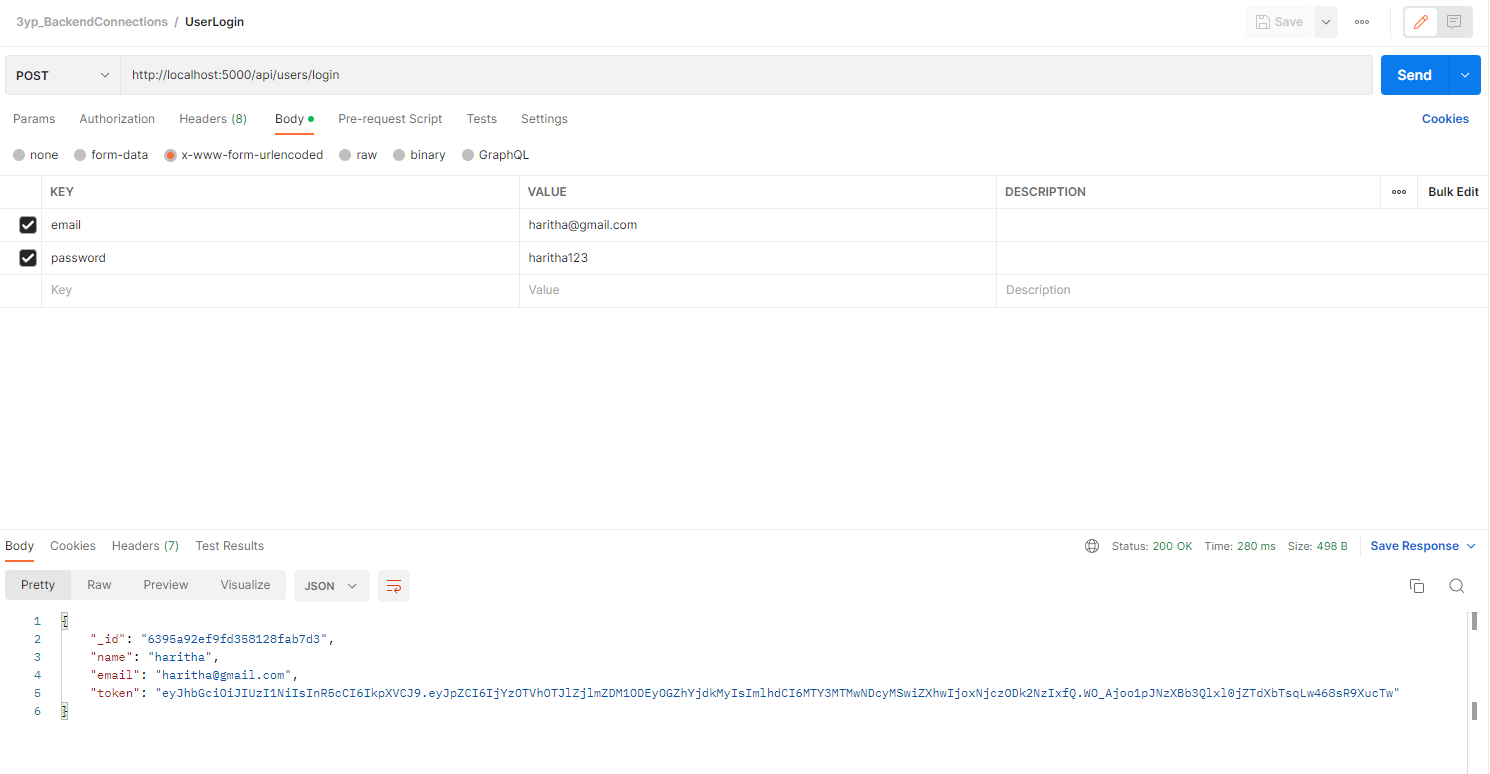 3yp_BackendConnections / UserLogin
Save
POST
http://localhost:5000/api/users/login
Send
Params Authorization Headers (8) Body Pre-request Script Tests Settings Cookies
none form-data x-www-form-urlencoded raw binary GraphQL
KEY VALUE DESCRIPTION Bulk Edit
email haritha@gmail.com
password haritha123
Key Value Description
Body Cookies Headers (7) Test Results Status: 200 OK Time: 280 ms Size: 498 B Save Response
Pretty Raw Preview Visualize JSON
1 {
2 "_id": "6395a92ef9fd358128fab7d3",
3 "name": "haritha",
4 "email": "haritha@gmail.com",
5 "token": "eyJhbGciOiJIUzI1NiIsInR5cCI6IkpXVCJ9.eyJpZCI6IjYzOTVhOTJlZjlmZDM1ODEyOGZhYjdkMyIsImlhdCI6MTY3MTMwNDcyMSwiZXhwIjoxNjczODk2NzIxfQ.WO_Ajoo1pJNzXBb3Qlxl0jZTdXbTsqLw468sR9XucTw"
6 }